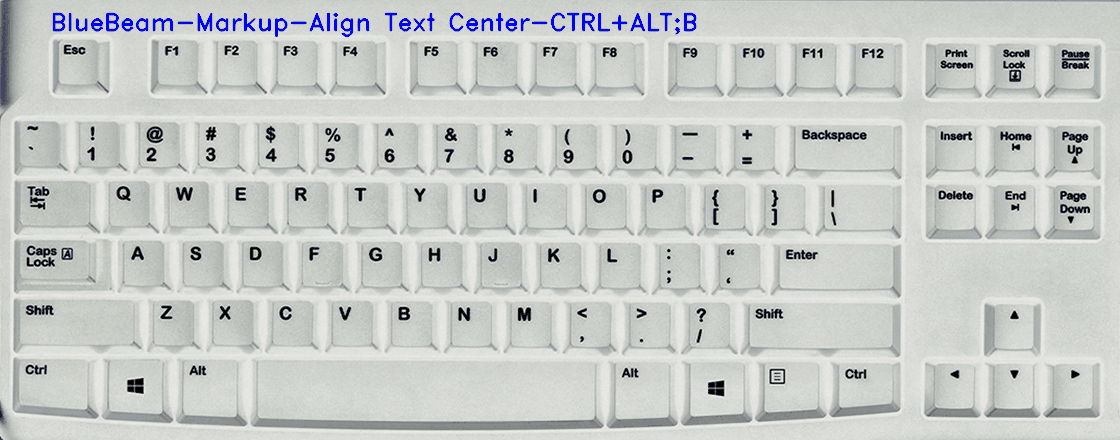 BlueBeam-Markup-Align Text Center-CTRL+ALT;B
Esc F1 F2 F3 F4 F5 F6 F7 F8 F9 F10 F11 F12 Print Screen Scroll Lock Pause Break
~ ! @ # $ % ^ & * ( ) — + Backspace Insert Home Page Up
` 1 2 3 4 5 6 7 8 9 0 - =
Tab Q W E R T Y U I O P { } | Delete End Page Down
[ ] \
Caps Lock A A S D F G H J K L : “ Enter
; ‘
Shift Z X C V B N M < > ? Shift
, . /
Ctrl Alt Alt Ctrl